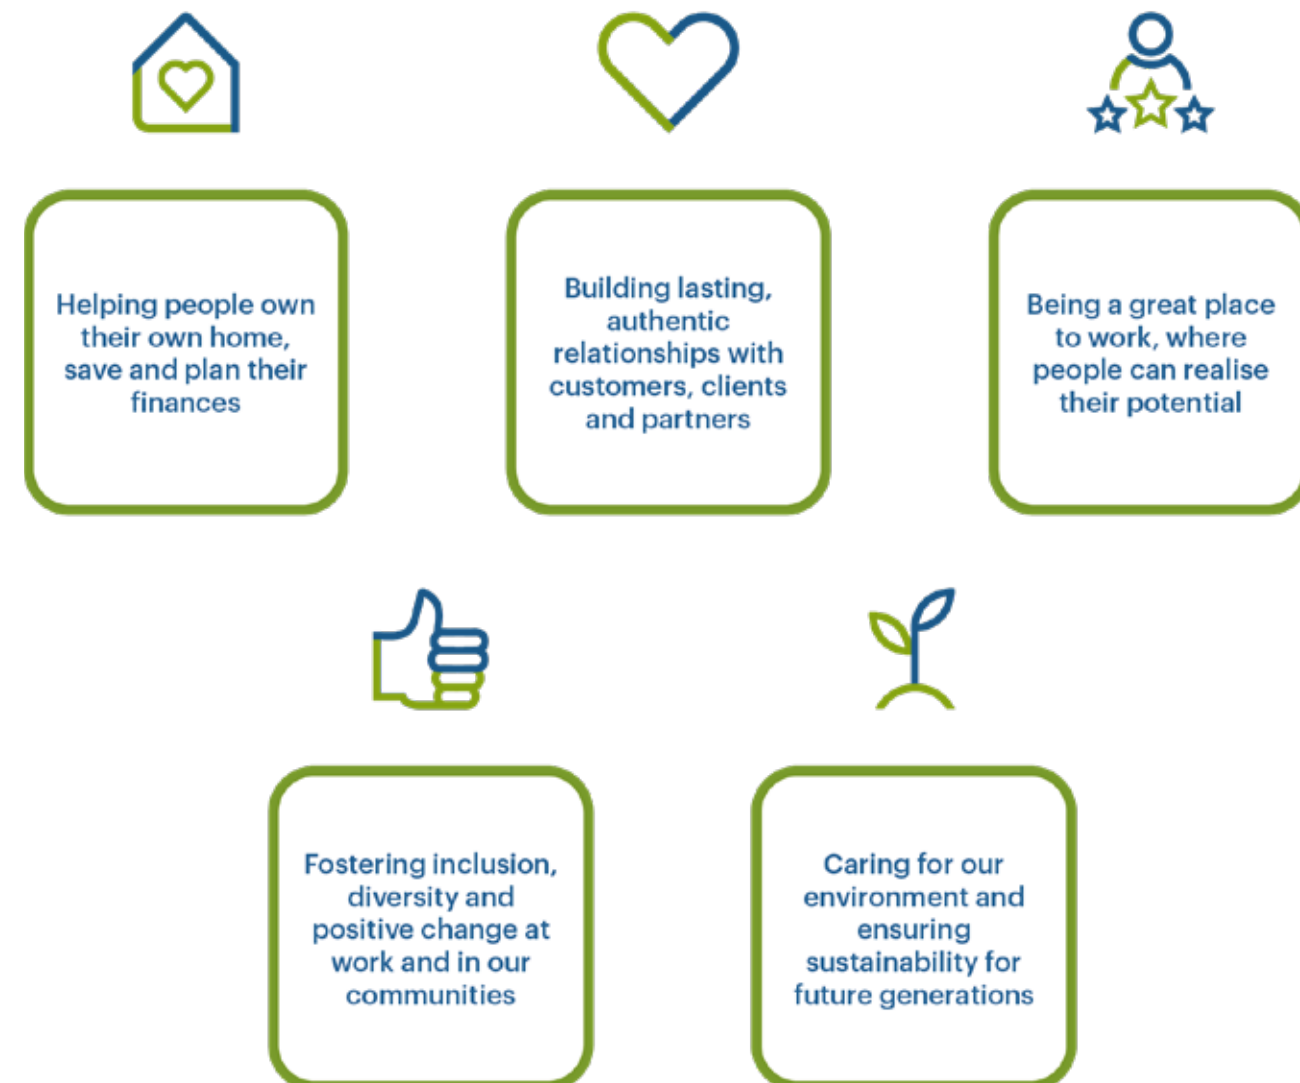 Helping people own
their own home,
save and plan their
finances
Building lasting,
authentic
relationships with
customers, clients
and partners
Being a great place
to work, where
people can realise
their potential
Fostering inclusion,
diversity and
positive change at
work and in our
communities
Caring for our
environment and
ensuring
sustainability for
future generations